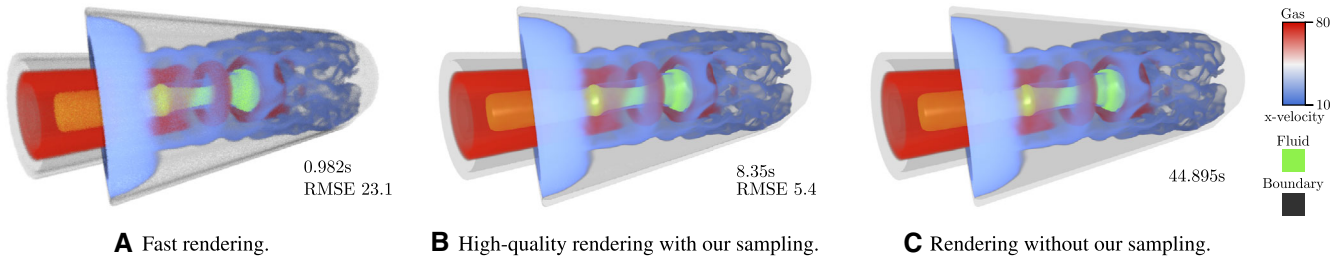 0.982s
RMSE 23.1
A Fast rendering.
8.35s
RMSE 5.4
B High-quality rendering with our sampling.
44.895s
C Rendering without our sampling.
Gas
80
10
x-velocity
Fluid
Boundary